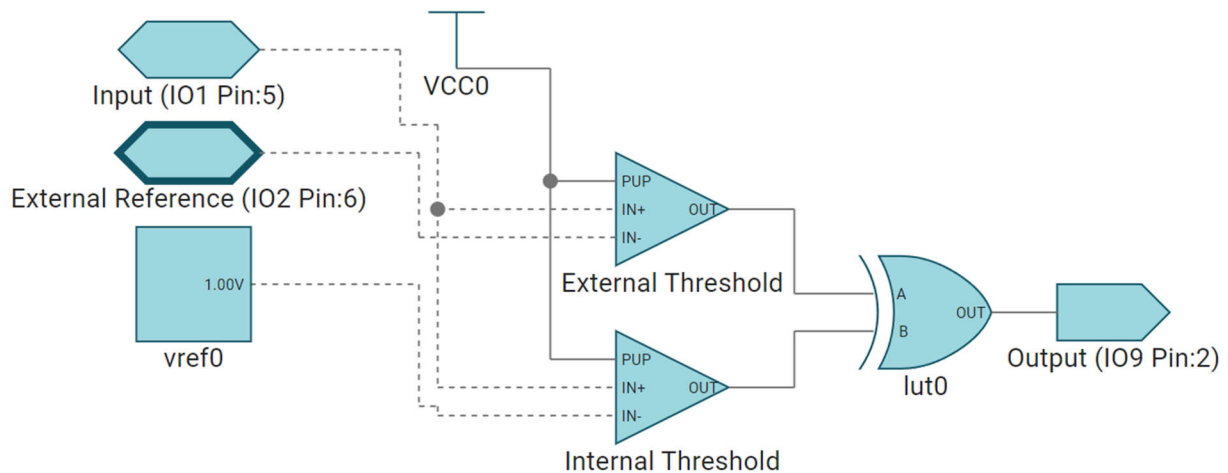 Input (IO1 Pin:5)
VCC0
External Reference (IO2 Pin:6)
1.00V
vref0
PUP
IN+
OUT
IN-
External Threshold
PUP
IN+
OUT
IN-
Internal Threshold
A
B
OUT
lut0
Output (IO9 Pin:2)